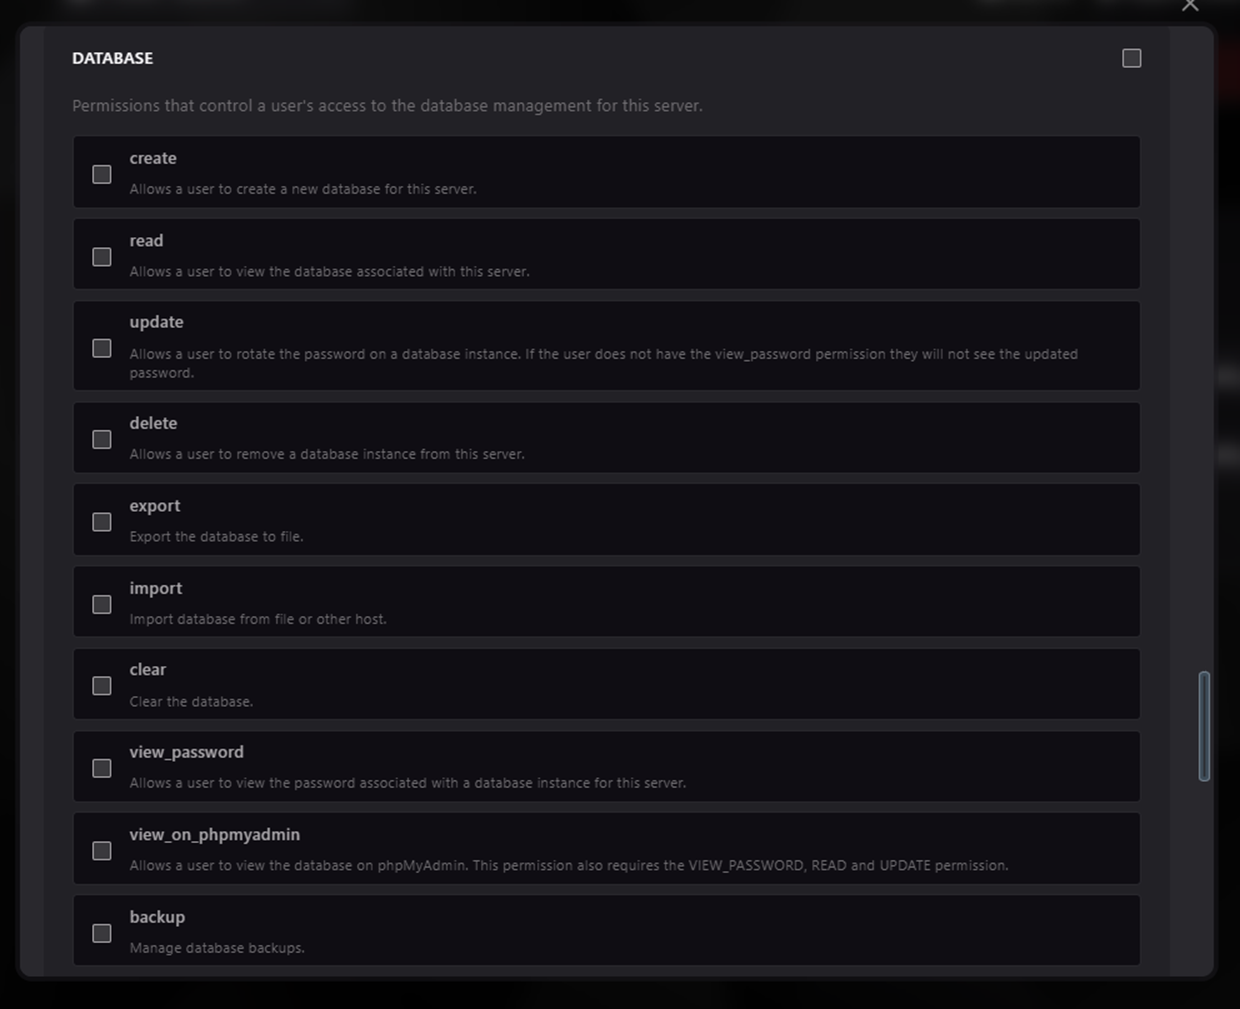 DATABASE
Permissions that control a user's access to the database management for this server.
create
Allows a user to create a new database for this server.
read
Allows a user to view the database associated with this server.
update
Allows a user to rotate the password on a database instance. If the user does not have the view_password permission they will not see the updated
password.
delete
Allows a user to remove a database instance from this server.
export
Export the database to file.
import
Import database from file or other host.
clear
Clear the database.
view_password
Allows a user to view the password associated with a database instance for this server.
view_on_phpmyadmin
Allows a user to view the database on phpMyAdmin. This permission also requires the VIEW_PASSWORD, READ and UPDATE permission.
backup
Manage database backups.